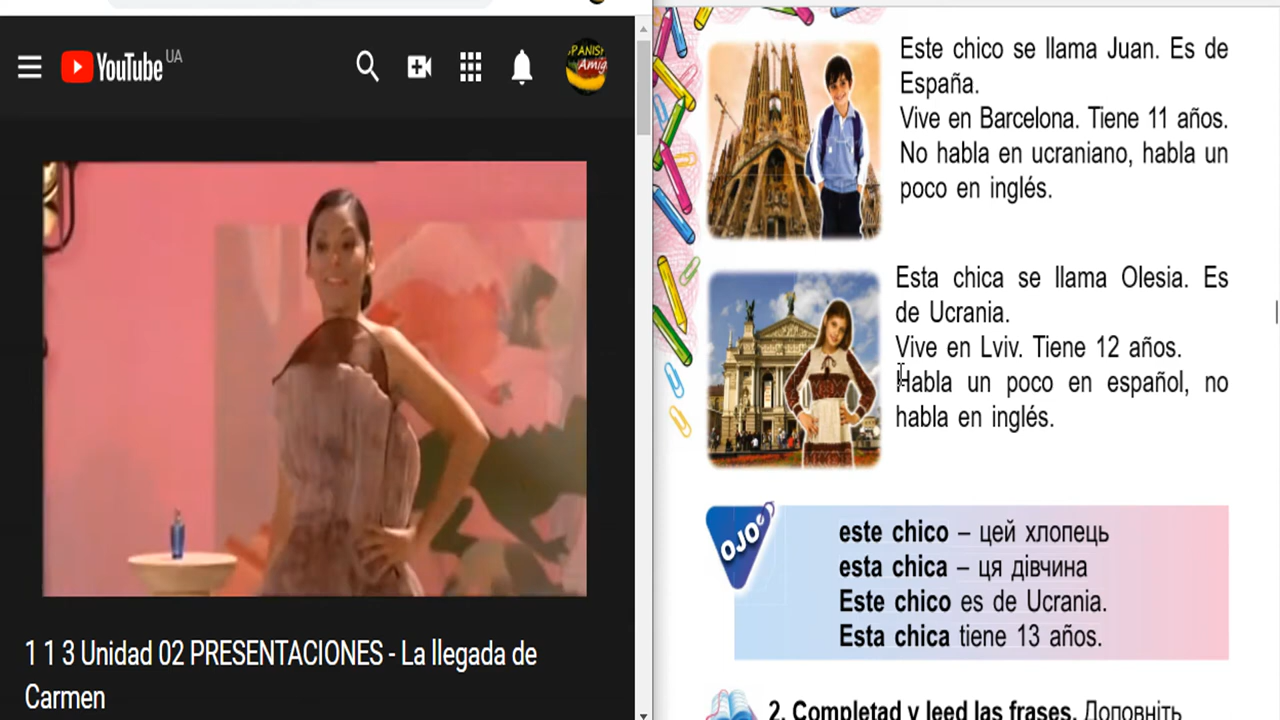 YouTube UA
SPANISH
Amig
1 1 3 Unidad 02 PRESENTACIONES - La llegada de
Carmen
Este chico se llama Juan. Es de
España.
Vive en Barcelona. Tiene 11 años.
No habla en ucraniano, habla un
poco en inglés.
Esta chica se llama Olesia. Es
de Ucrania.
Vive en Lviv. Tiene 12 años.
Habla un poco en español, no
habla en inglés.
OJO
este chico – цей хлопець
esta chica – ця дівчина
Este chico es de Ucrania.
Esta chica tiene 13 años.
2. Completad y leed las frases. Доповніть